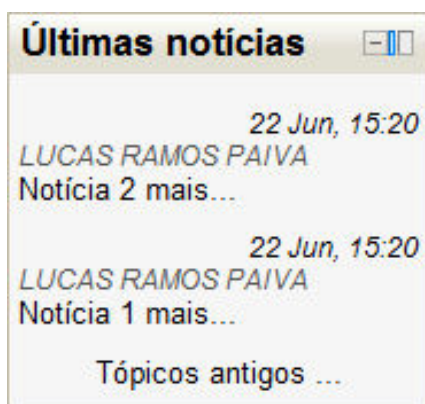 Últimas notícias
22 Jun, 15:20
LUCAS RAMOS PAIVA
Notícia 2 mais...
22 Jun, 15:20
LUCAS RAMOS PAIVA
Notícia 1 mais...
Tópicos antigos ...